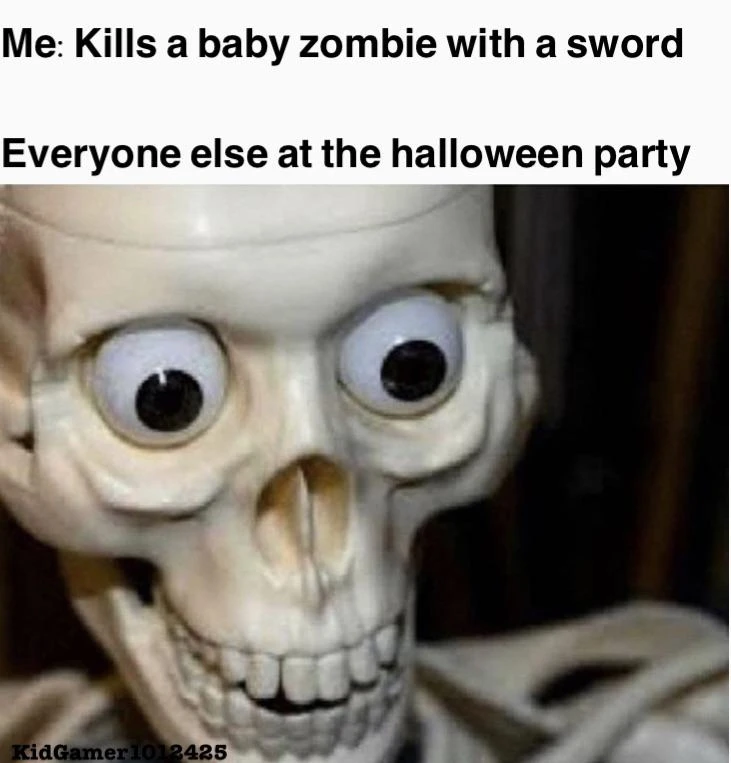 Me: Kills a baby zombie with a sword
Everyone else at the halloween party
KidGamer1012425